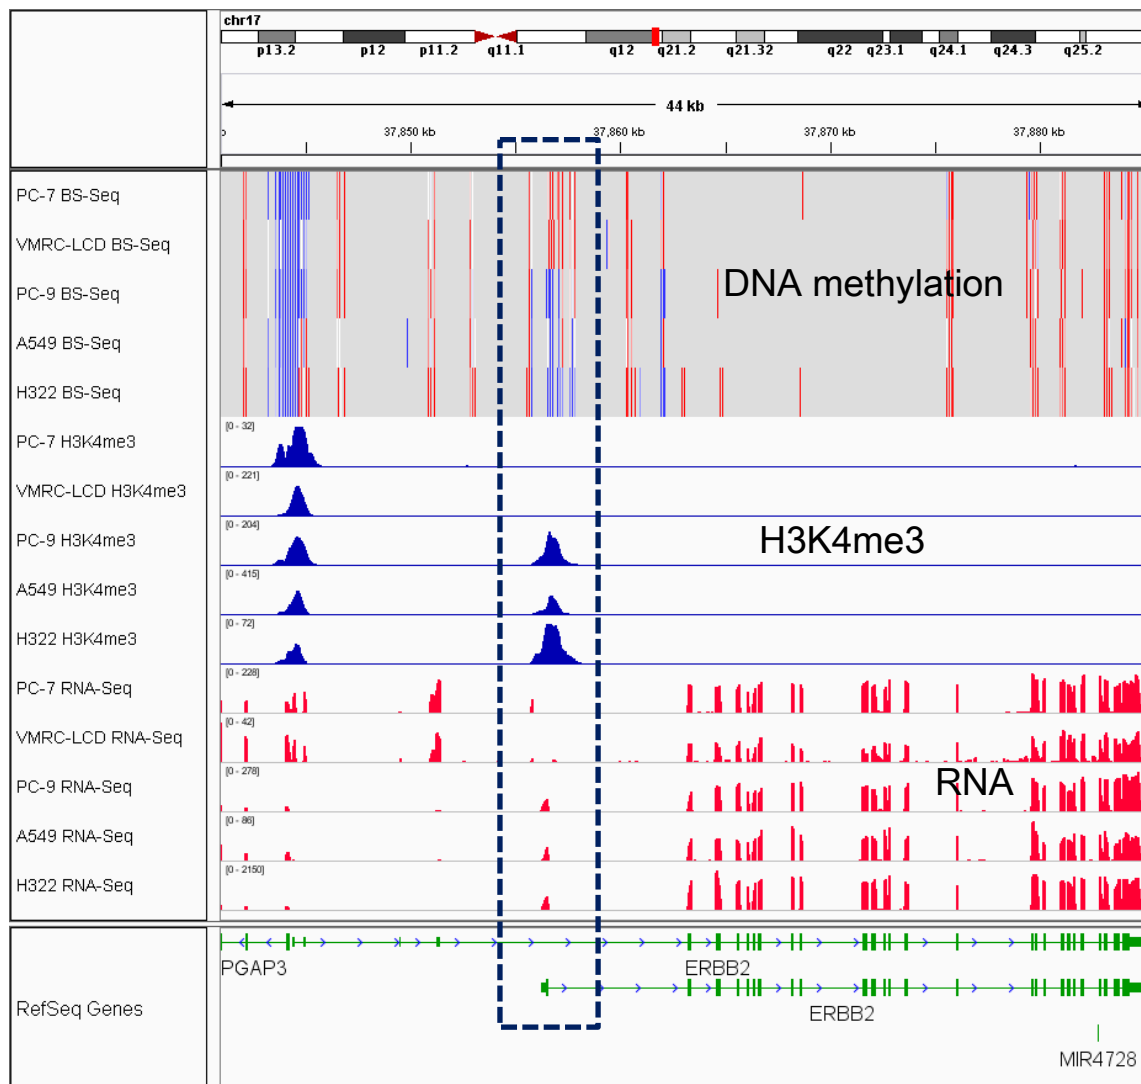 chr17
p13.2 p12 p11.2 q11.1 q12 q21.2 q21.32 q22 q23.1 q24.1 q24.3 q25.2
44 kb
37,850 kb 37,860 kb 37,870 kb 37,880 kb
PC-7 BS-Seq
VMRC-LCD BS-Seq
PC-9 BS-Seq
DNA methylation
A549 BS-Seq
H322 BS-Seq
[0 - 32]
PC-7 H3K4me3
[0 - 221]
VMRC-LCD H3K4me3
[0 - 204]
PC-9 H3K4me3
H3K4me3
[0 - 415]
A549 H3K4me3
[0 - 72]
H322 H3K4me3
[0 - 228]
PC-7 RNA-Seq
[0 - 42]
VMRC-LCD RNA-Seq
[0 - 278]
PC-9 RNA-Seq
RNA
[0 - 86]
A549 RNA-Seq
[0 - 2150]
H322 RNA-Seq
PGAP3 ERBB2
RefSeq Genes
ERBB2
MIR4728